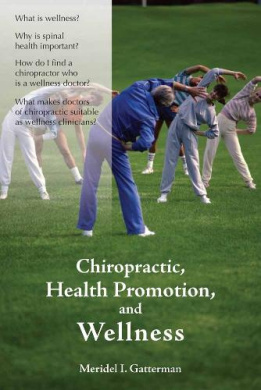 What is wellness?
Why is spinal
health important?
How do I find a
chiropractor who
is a wellness doctor?
What makes doctors
of chiropractic suitable
as wellness clinicians?
Chiropractic,
Health Promotion,
and
Wellness
Meridel I. Gatterman